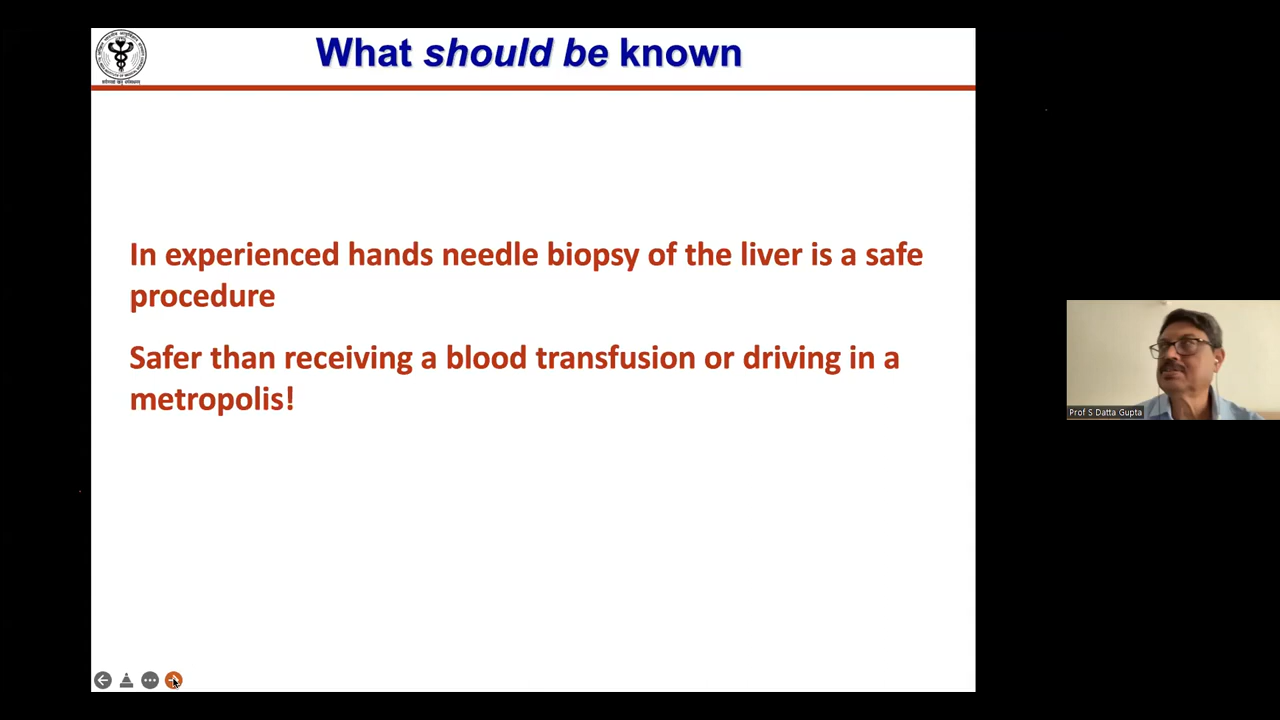 What should be known
In experienced hands needle biopsy of the liver is a safe
procedure
Safer than receiving a blood transfusion or driving in a
metropolis!
Prof S Datta Gupta